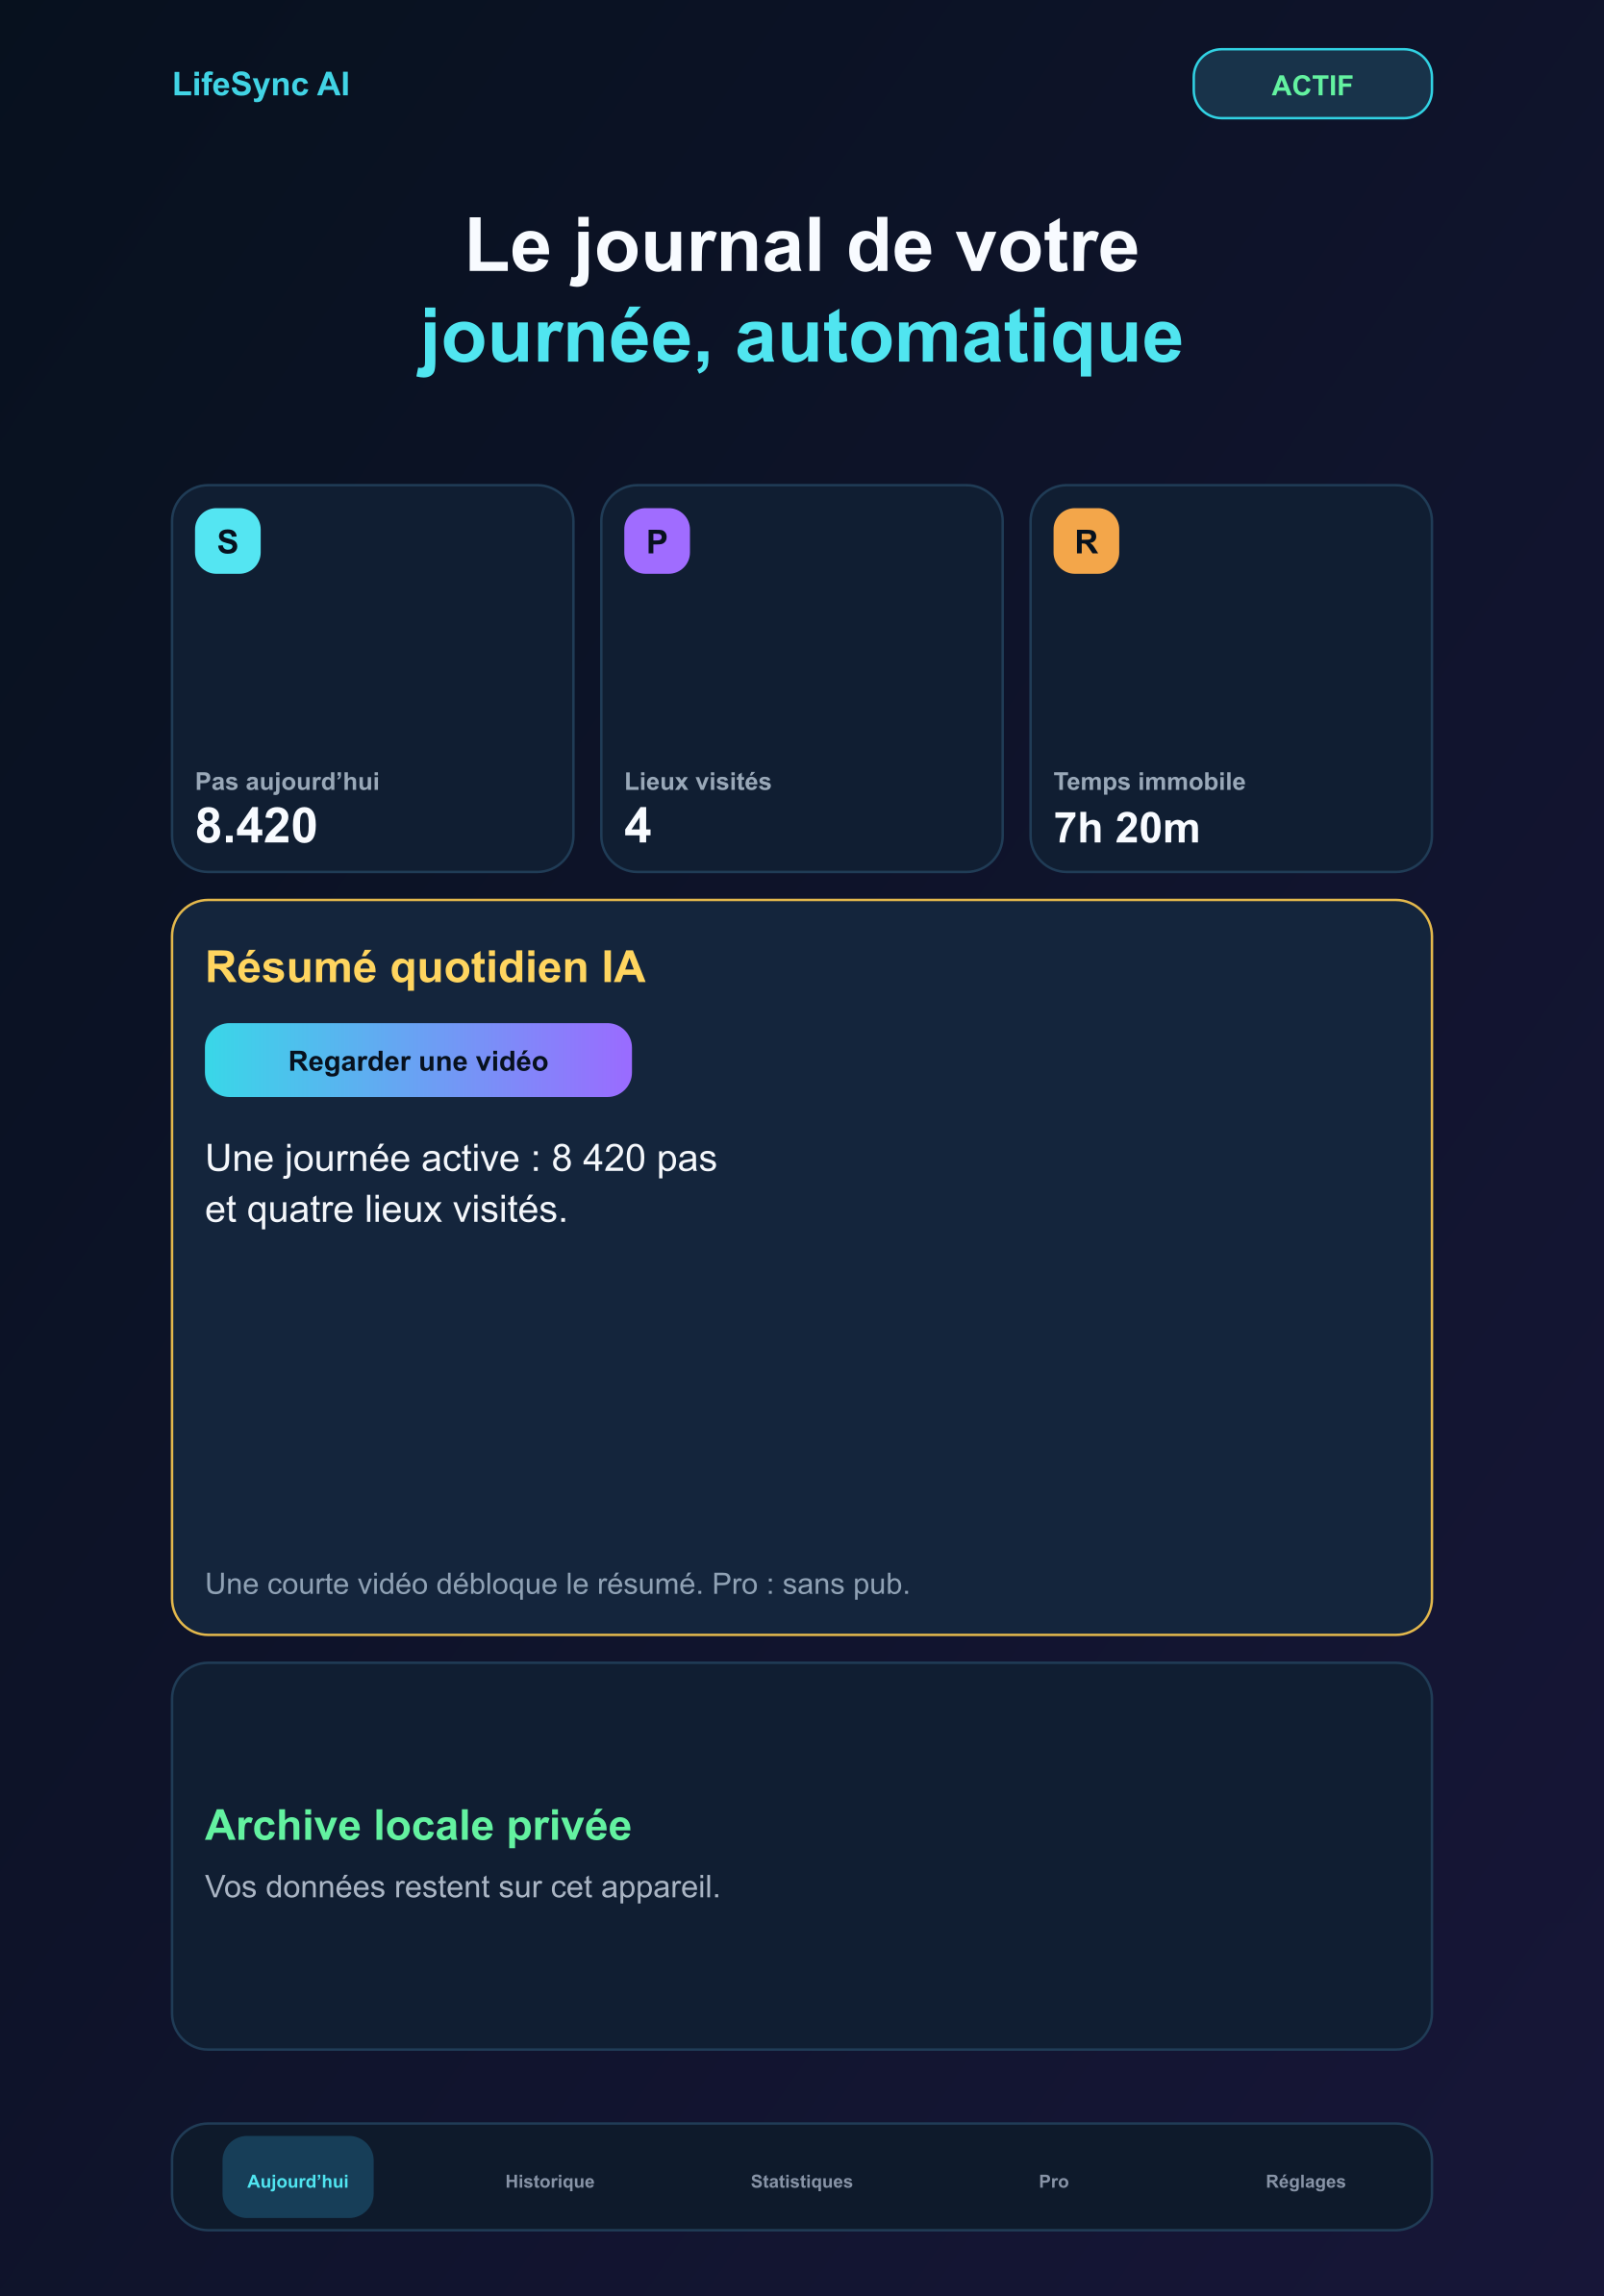 LifeSync AI
ACTIF
Le journal de votre
journée, automatique
S
P
R
Pas aujourd’hui
8.420
Lieux visités
4
Temps immobile
7h 20m
Résumé quotidien IA
Regarder une vidéo
Une journée active : 8 420 pas
et quatre lieux visités.
Une courte vidéo débloque le résumé. Pro : sans pub.
Archive locale privée
Vos données restent sur cet appareil.
Aujourd’hui
Historique
Statistiques
Pro
Réglages